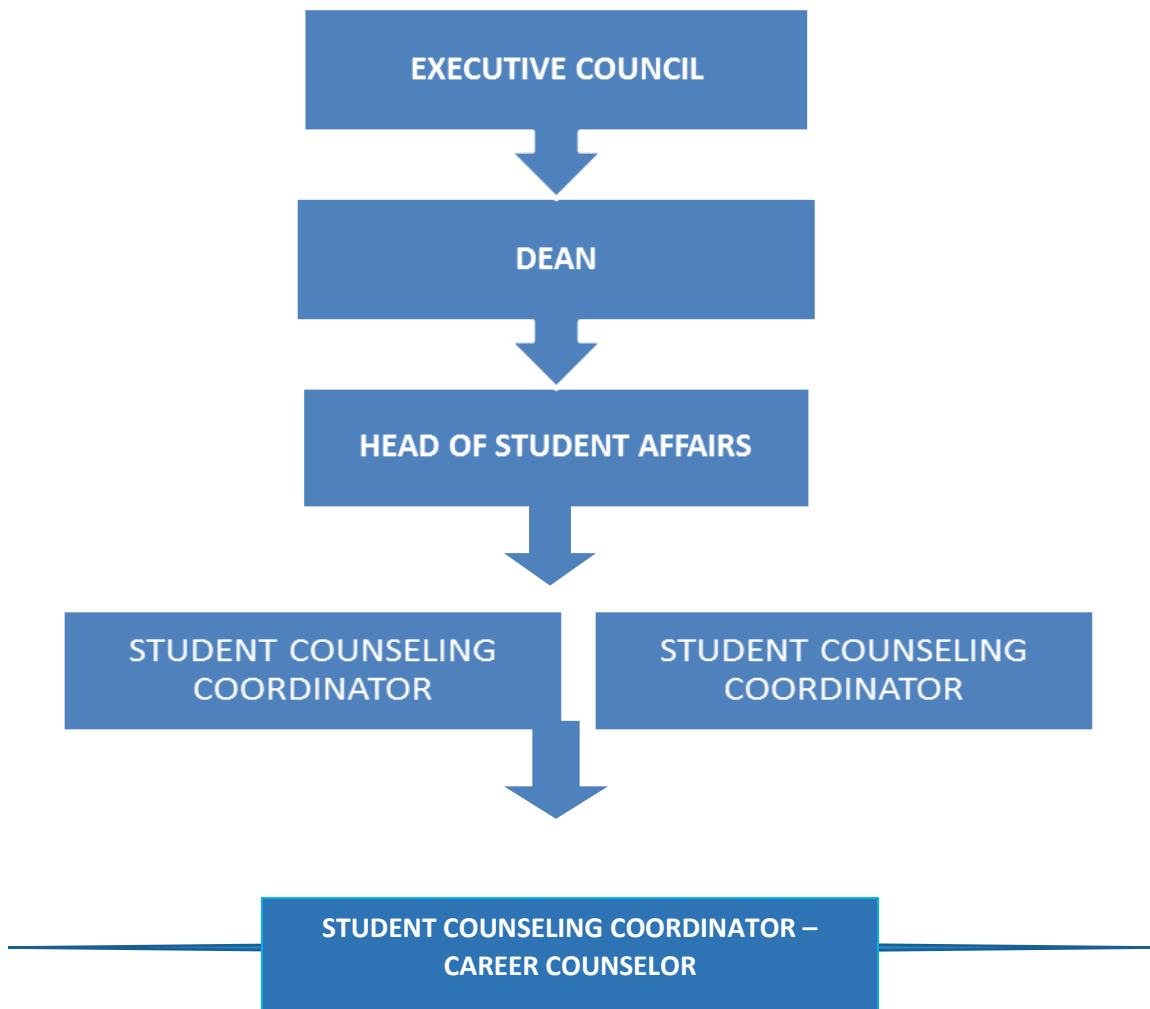 EXECUTIVE COUNCIL
DEAN
HEAD OF STUDENT AFFAIRS
STUDENT COUNSELING
COORDINATOR
STUDENT COUNSELING
COORDINATOR
STUDENT COUNSELING COORDINATOR –
CAREER COUNSELOR